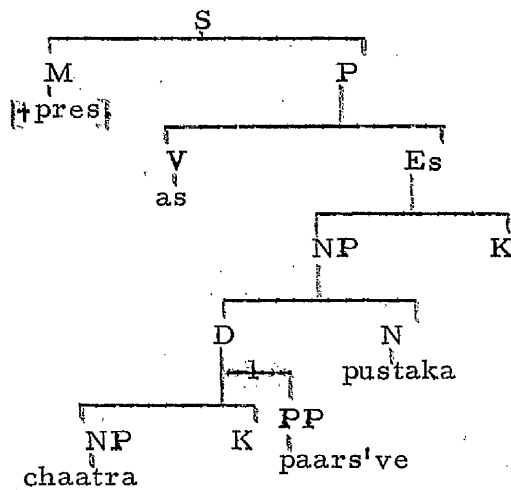 S
M P
[+pres]
V Es
as
NP K
D N
1 pustaka
NP K PP
chaatra paars've